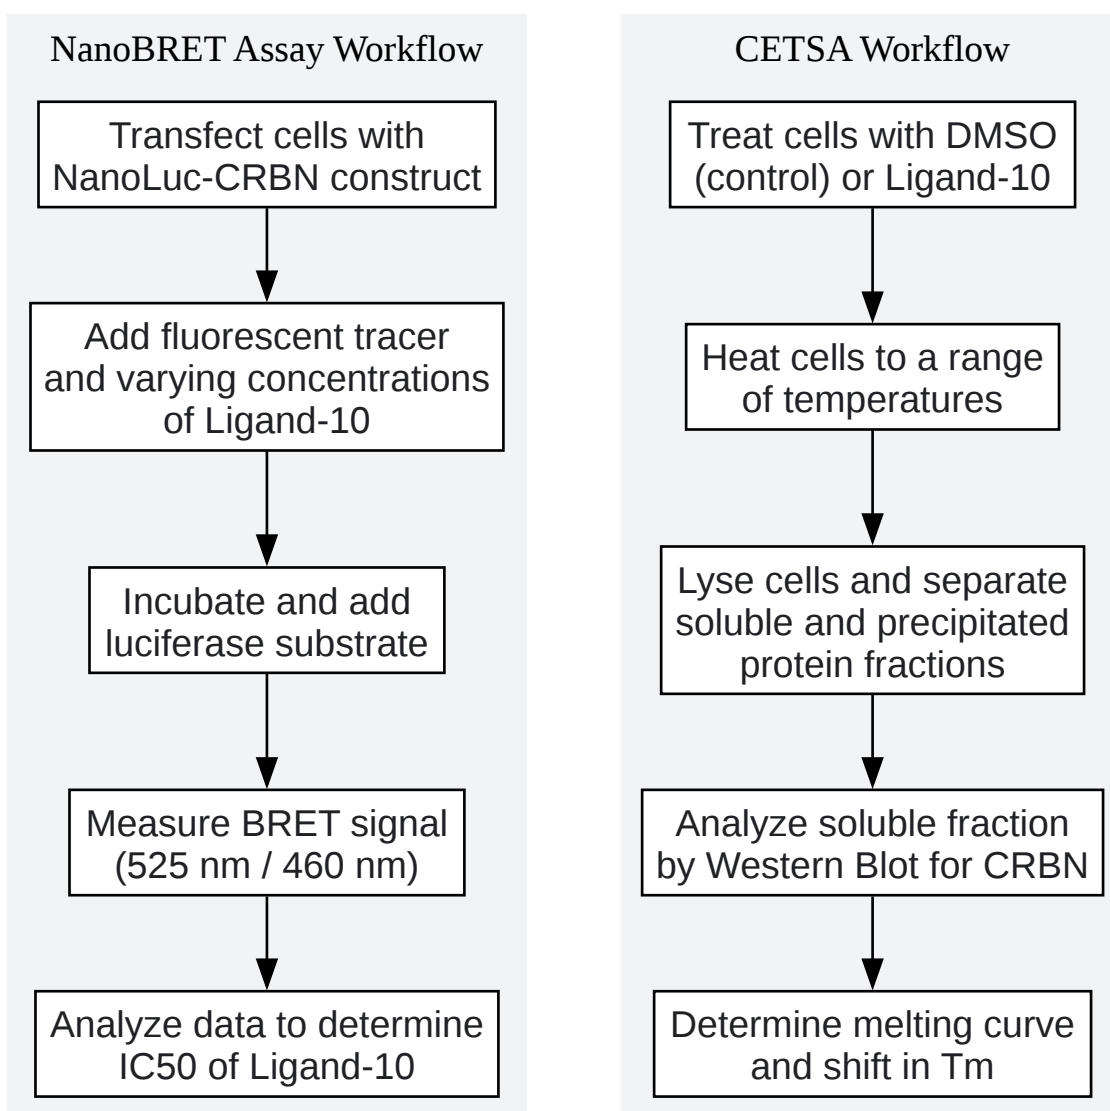 NanoBRET Assay Workflow
Transfect cells with
NanoLuc-CRBN construct
Add fluorescent tracer
and varying concentrations
of Ligand-10
Incubate and add
luciferase substrate
Measure BRET signal
(525 nm / 460 nm)
Analyze data to determine
IC50 of Ligand-10
CETSA Workflow
Treat cells with DMSO
(control) or Ligand-10
Heat cells to a range
of temperatures
Lyse cells and separate
soluble and precipitated
protein fractions
Analyze soluble fraction
by Western Blot for CRBN
Determine melting curve
and shift in Tm